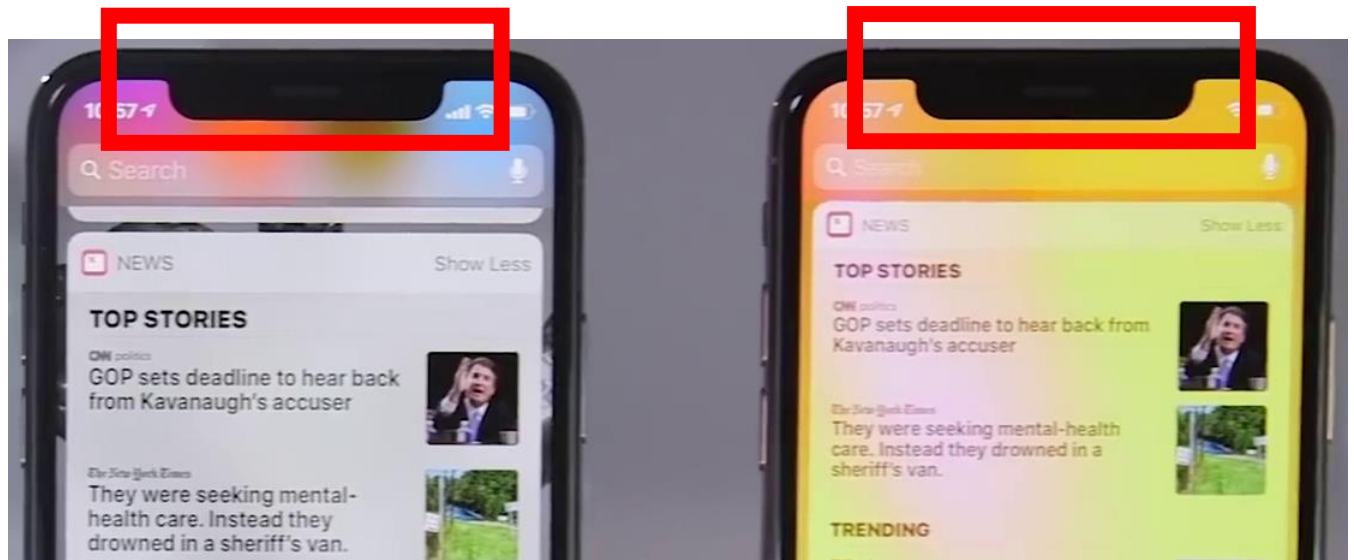 10:57
Search
NEWS
Show Less
TOP STORIES
CNN politics
GOP sets deadline to hear back
from Kavanaugh's accuser
The New York Times
They were seeking mental-
health care. Instead they
drowned in a sheriff's van.
10:57
Search
NEWS
Show Less
TOP STORIES
CNN politics
GOP sets deadline to hear back from
Kavanaugh's accuser
The New York Times
They were seeking mental-health
care. Instead they drowned in a
sheriff's van.
TRENDING